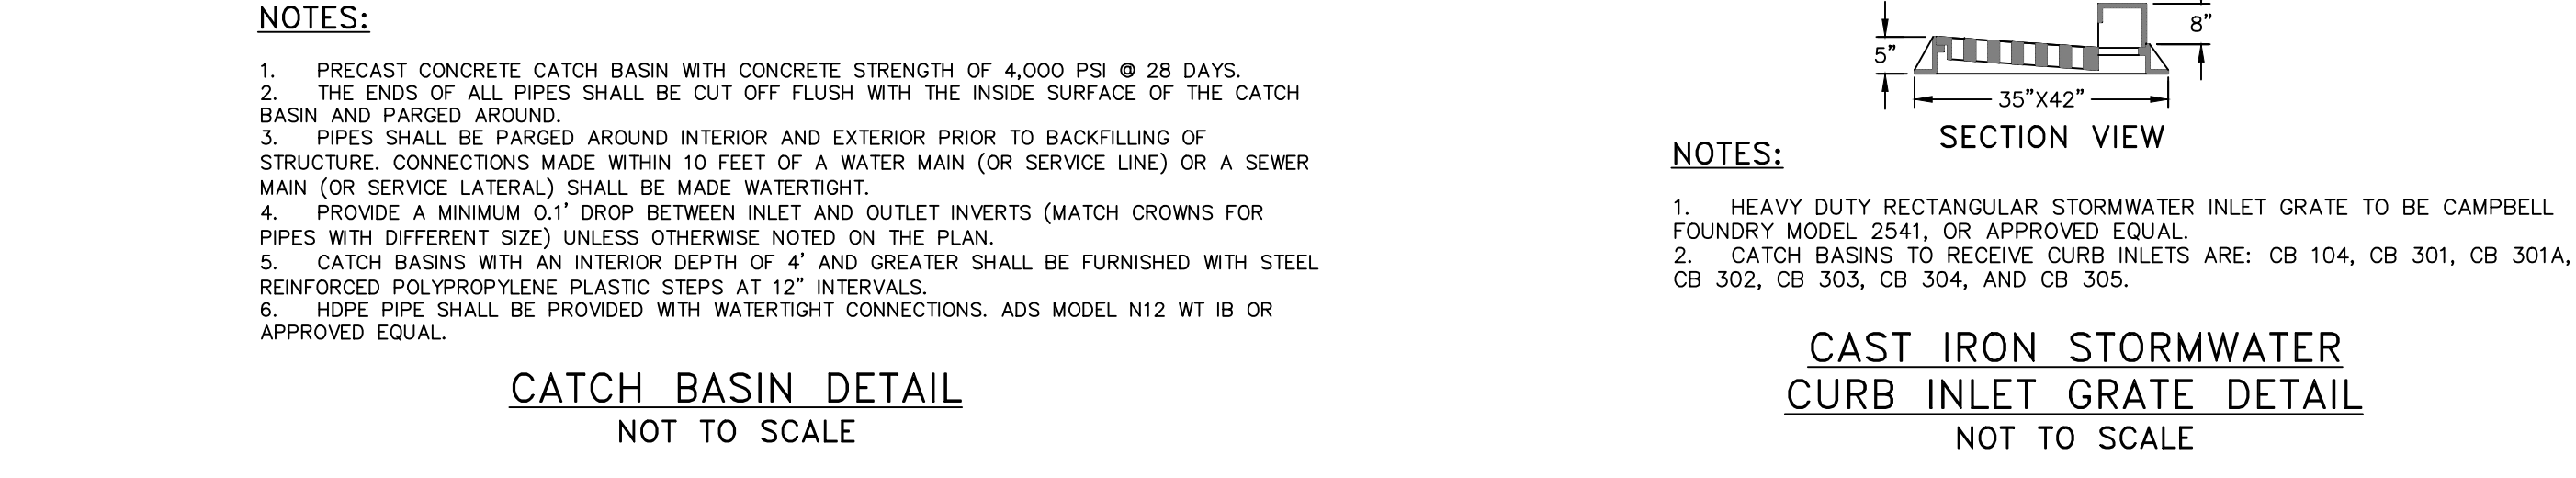 NOTES:
1. PRECAST CONCRETE CATCH BASIN WITH CONCRETE STRENGTH OF 4,000 PSI @ 28 DAYS.
2. THE ENDS OF ALL PIPES SHALL BE CUT OFF FLUSH WITH THE INSIDE SURFACE OF THE CATCH
BASIN AND PARGED AROUND.
3. PIPES SHALL BE PARGED AROUND INTERIOR AND EXTERIOR PRIOR TO BACKFILLING OF
STRUCTURE. CONNECTIONS MADE WITHIN 10 FEET OF A WATER MAIN (OR SERVICE LINE) OR A SEWER
MAIN (OR SERVICE LATERAL) SHALL BE MADE WATERTIGHT.
4. PROVIDE A MINIMUM 0.1' DROP BETWEEN INLET AND OUTLET INVERTS (MATCH CROWNS FOR
PIPES WITH DIFFERENT SIZE) UNLESS OTHERWISE NOTED ON THE PLAN.
5. CATCH BASINS WITH AN INTERIOR DEPTH OF 4' AND GREATER SHALL BE FURNISHED WITH STEEL
REINFORCED POLYPROPYLENE PLASTIC STEPS AT 12" INTERVALS.
6. HDPE PIPE SHALL BE PROVIDED WITH WATERTIGHT CONNECTIONS. ADS MODEL N12 WT IB OR
APPROVED EQUAL.
CATCH BASIN DETAIL
NOT TO SCALE
8"
5"
35"X42"
SECTION VIEW
NOTES:
1. HEAVY DUTY RECTANGULAR STORMWATER INLET GRATE TO BE CAMPBELL
FOUNDRY MODEL 2541, OR APPROVED EQUAL.
2. CATCH BASINS TO RECEIVE CURB INLETS ARE: CB 104, CB 301, CB 301A,
CB 302, CB 303, CB 304, AND CB 305.
CAST IRON STORMWATER
CURB INLET GRATE DETAIL
NOT TO SCALE